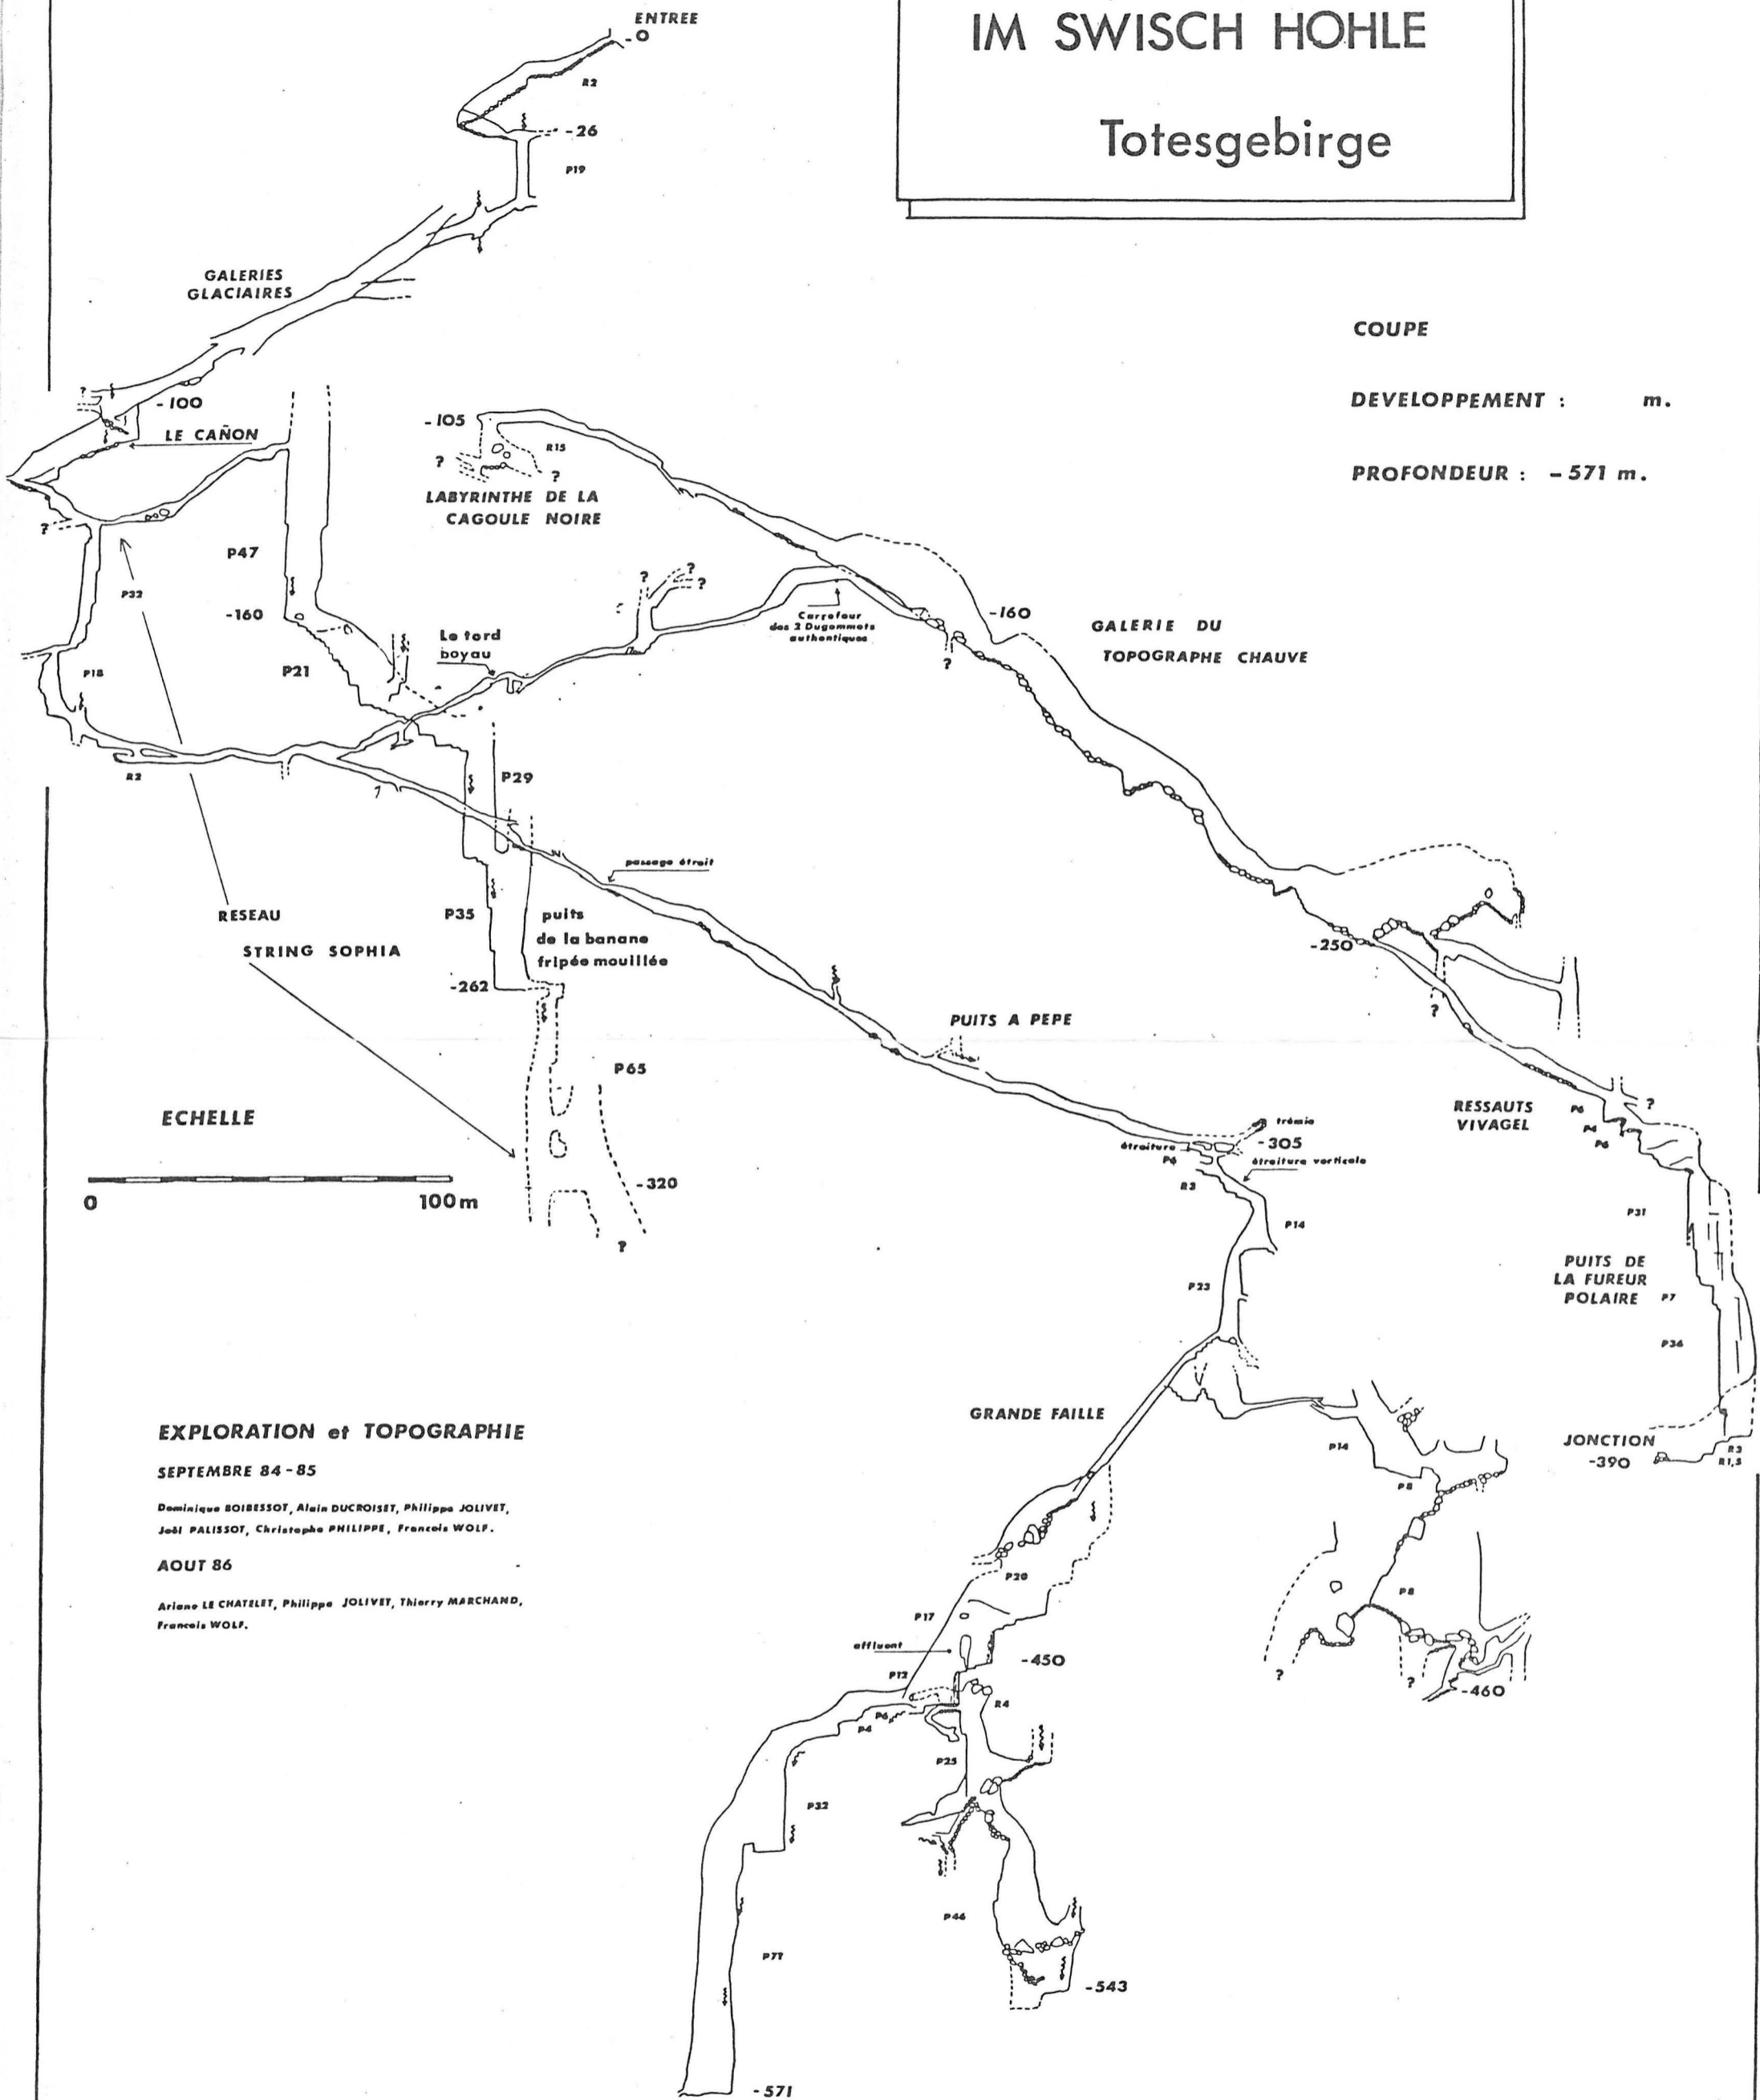 IM SWISCH HOHLE
Totesgebirge
ENTREE
-0
R2
-26
P19
GALERIES
GLACIAIRES
COUPE
DEVELOPPEMENT : m.
PROFONDEUR : -571 m.
?
-100
LE CAÑON
-105
R15
?
?
LABYRINTHE DE LA
CAGOULE NOIRE
?
P47
P32
-160
?
?
?
Carrefour
des 2 Dugommets
authentiques
-160
?
GALERIE DU
TOPOGRAPHE CHAUVE
Le tord
boyau
P18
P21
R2
?
P29
passage étroit
RESEAU
STRING SOPHIA
P35
puits
de la banane
fripée mouillée
-262
-250
?
PUITS A PEPE
P65
ECHELLE
0
100m
-320
?
RESSAUTS
VIVAGEL
P6
P4
P6
?
trémie
-305
étroiture
P6
étroiture verticale
R3
P14
P23
P31
PUITS DE
LA FUREUR
POLAIRE
P7
P36
JONCTION
-390
R3
R1,5
EXPLORATION et TOPOGRAPHIE
SEPTEMBRE 84-85
Dominique BOIBESSOT, Alain DUCROISET, Philippe JOLIVET,
Joël PALISSOT, Christophe PHILIPPE, Francois WOLF.
AOUT 86
Ariane LE CHATELET, Philippe JOLIVET, Thierry MARCHAND,
Francois WOLF.
GRANDE FAILLE
P14
P8
P8
?
?
-460
P20
P17
affluent
-450
P12
R4
P6
P4
P25
P32
P46
P77
-543
-571